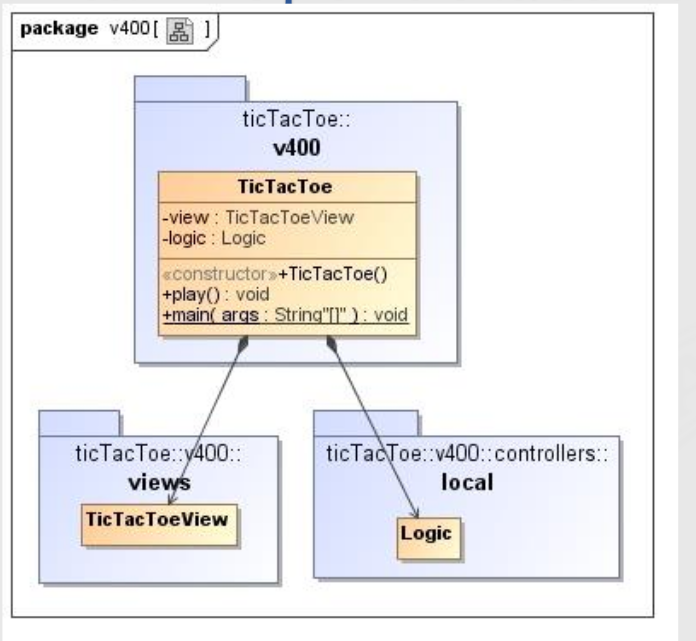 package v400[ ]
ticTacToe::
v400
TicTacToe
-view : TicTacToeView
-logic : Logic
«constructor»+TicTacToe()
+play() : void
+main( args : String"[]" ) : void
ticTacToe::v400::
views
TicTacToeView
ticTacToe::v400::controllers::
local
Logic